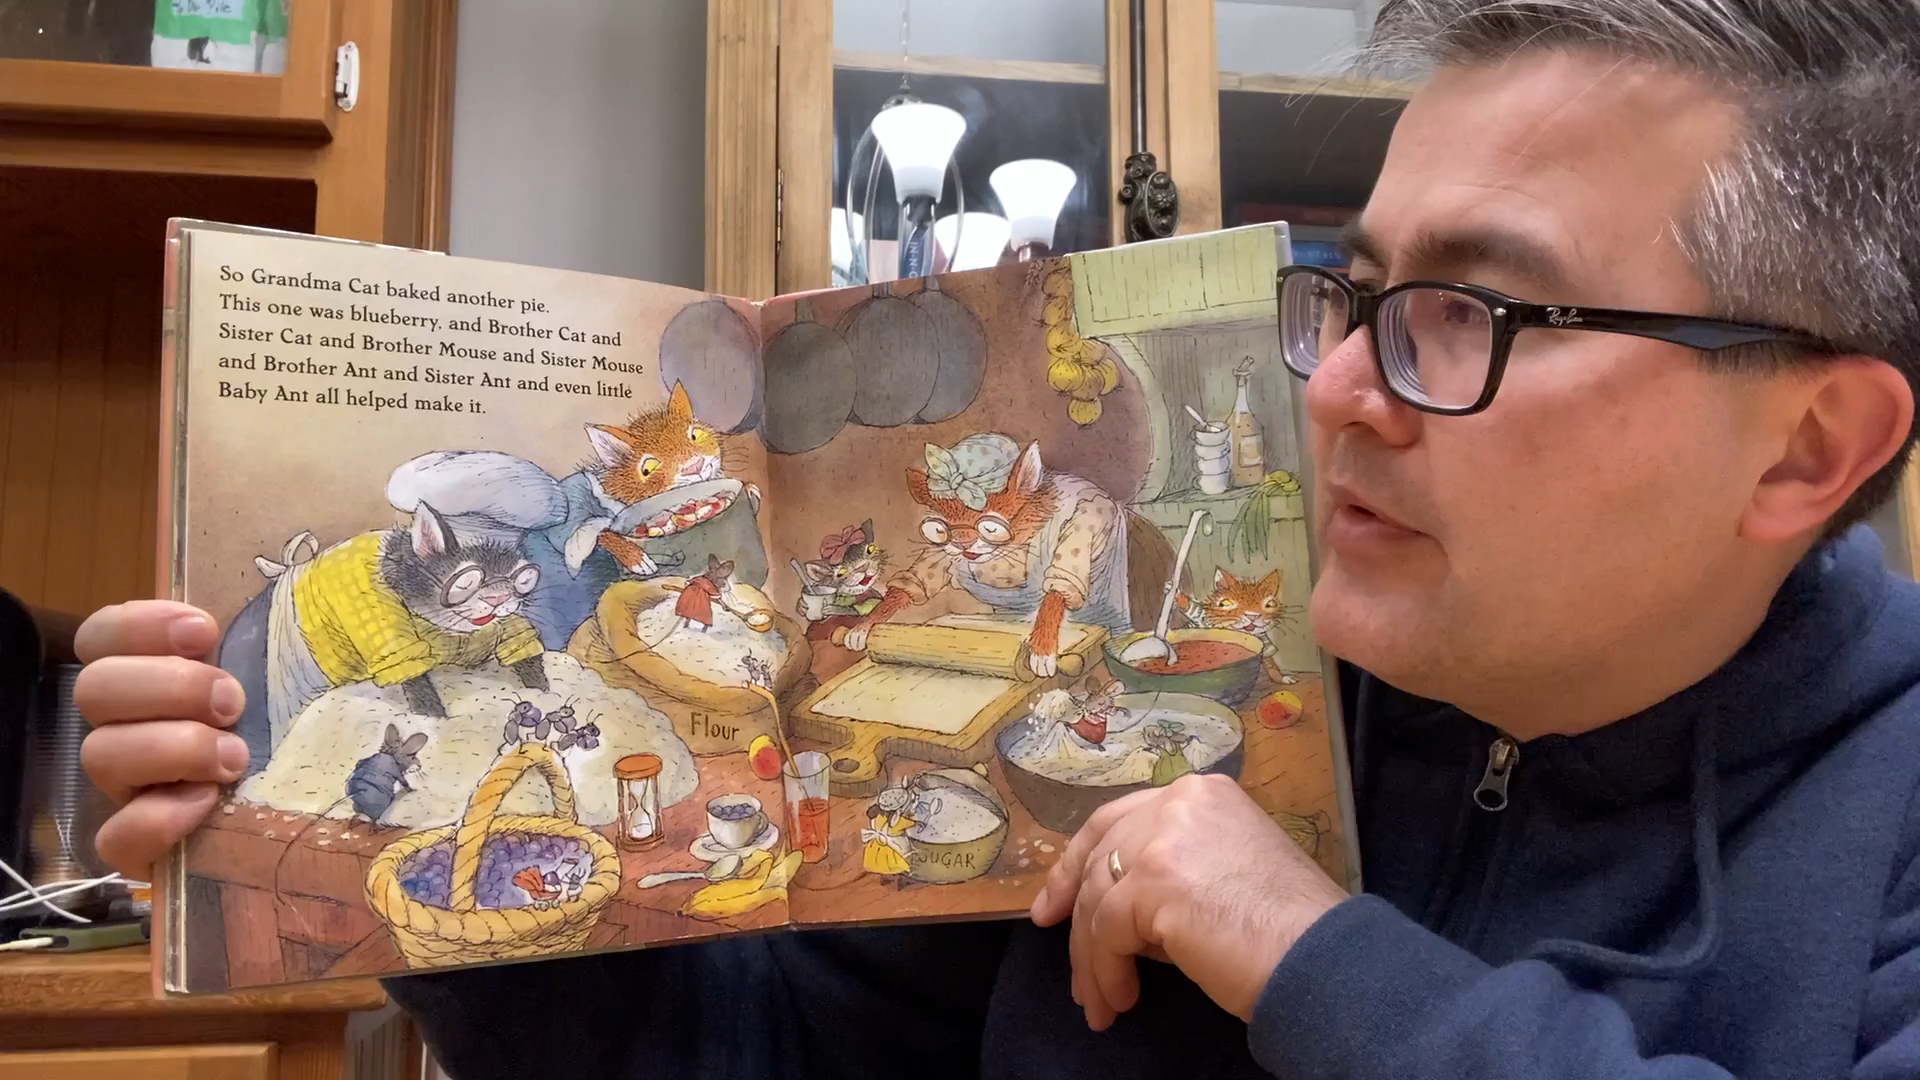 So Grandma Cat baked another pie.
This one was blueberry, and Brother Cat and
Sister Cat and Brother Mouse and Sister Mouse
and Brother Ant and Sister Ant and even little
Baby Ant all helped make it.
Flour
SUGAR
Ray-Ban